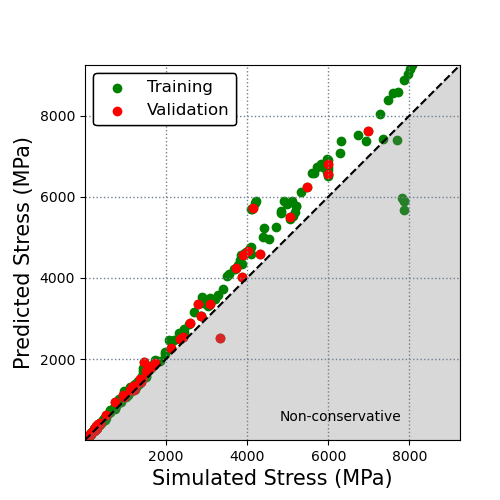 Training
Validation
8000
6000
4000
2000
Predicted Stress (MPa)
Non-conservative
2000 4000 6000 8000
Simulated Stress (MPa)